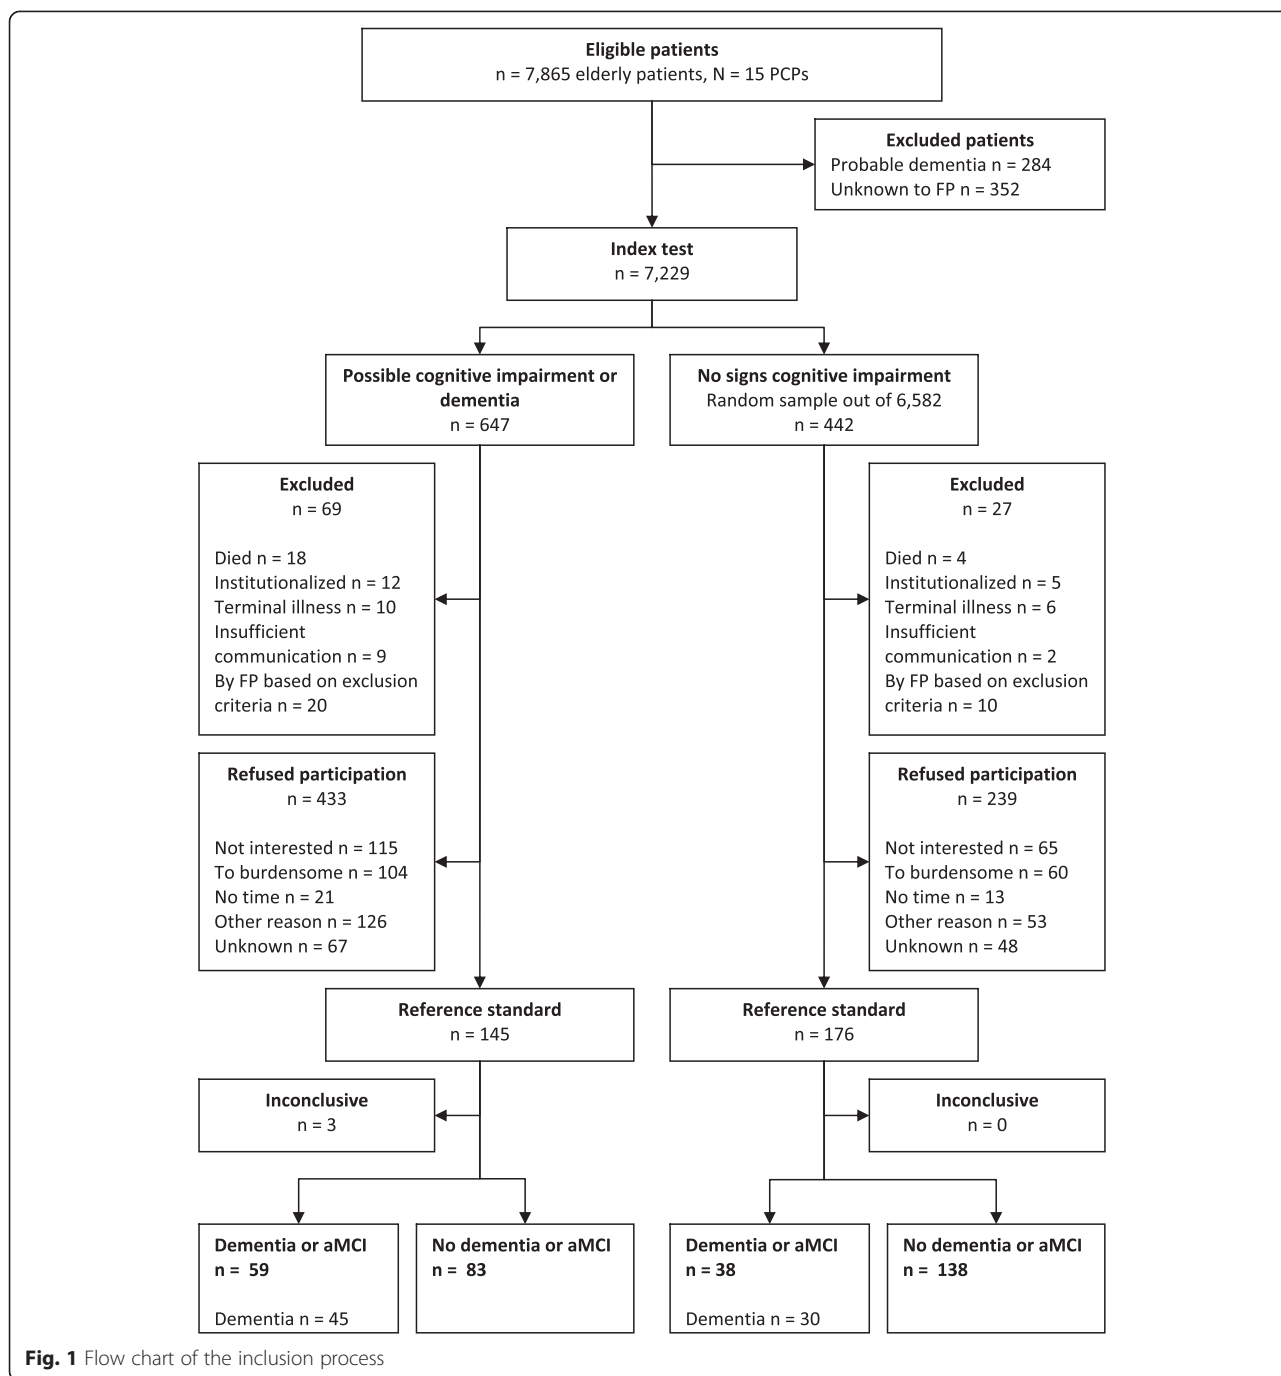 Eligible patients
n = 7,865 elderly patients, N = 15 PCPs
Excluded patients
Probable dementia n = 284
Unknown to FP n = 352
Index test
n = 7,229
Possible cognitive impairment or
dementia
n = 647
No signs cognitive impairment
Random sample out of 6,582
n = 442
Excluded
n = 69
Died n = 18
Institutionalized n = 12
Terminal illness n = 10
Insufficient
communication n = 9
By FP based on exclusion
criteria n = 20
Excluded
n = 27
Died n = 4
Institutionalized n = 5
Terminal illness n = 6
Insufficient
communication n = 2
By FP based on exclusion
criteria n = 10
Refused participation
n = 433
Not interested n = 115
To burdensome n = 104
No time n = 21
Other reason n = 126
Unknown n = 67
Refused participation
n = 239
Not interested n = 65
To burdensome n = 60
No time n = 13
Other reason n = 53
Unknown n = 48
Reference standard
n = 145
Reference standard
n = 176
Inconclusive
n = 3
Inconclusive
n = 0
Dementia or aMCI
n = 59
Dementia n = 45
No dementia or aMCI
n = 83
Dementia or aMCI
n = 38
Dementia n = 30
No dementia or aMCI
n = 138
Fig. 1 Flow chart of the inclusion process